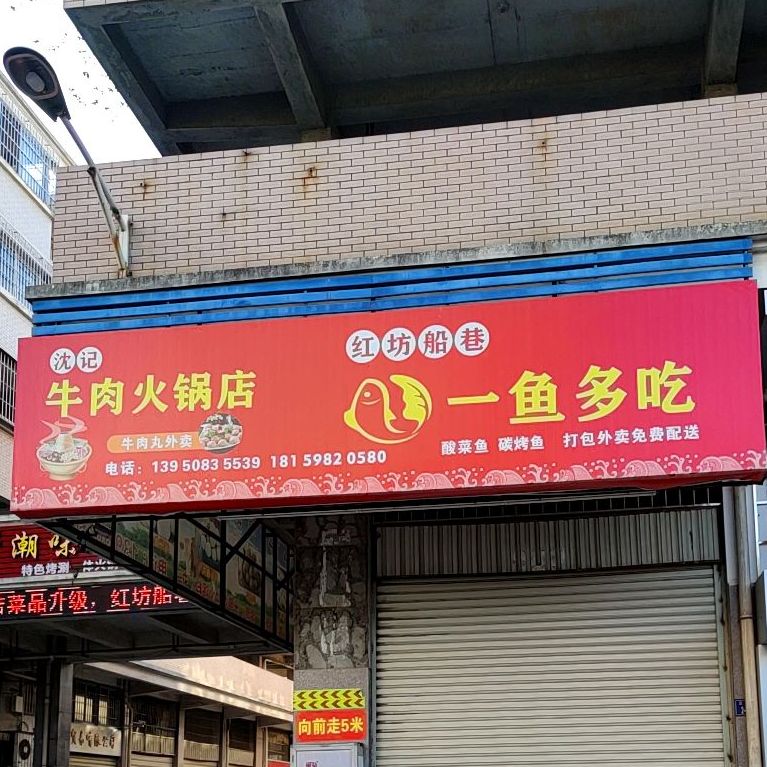 沈记
牛肉火锅店
牛肉丸外卖
电话：139 5083 5539 181 5982 0580
红坊船巷
一鱼多吃
酸菜鱼 碳烤鱼 打包外卖免费配送
潮味
特色烤涮
菜品升级，红坊船
向前走5米